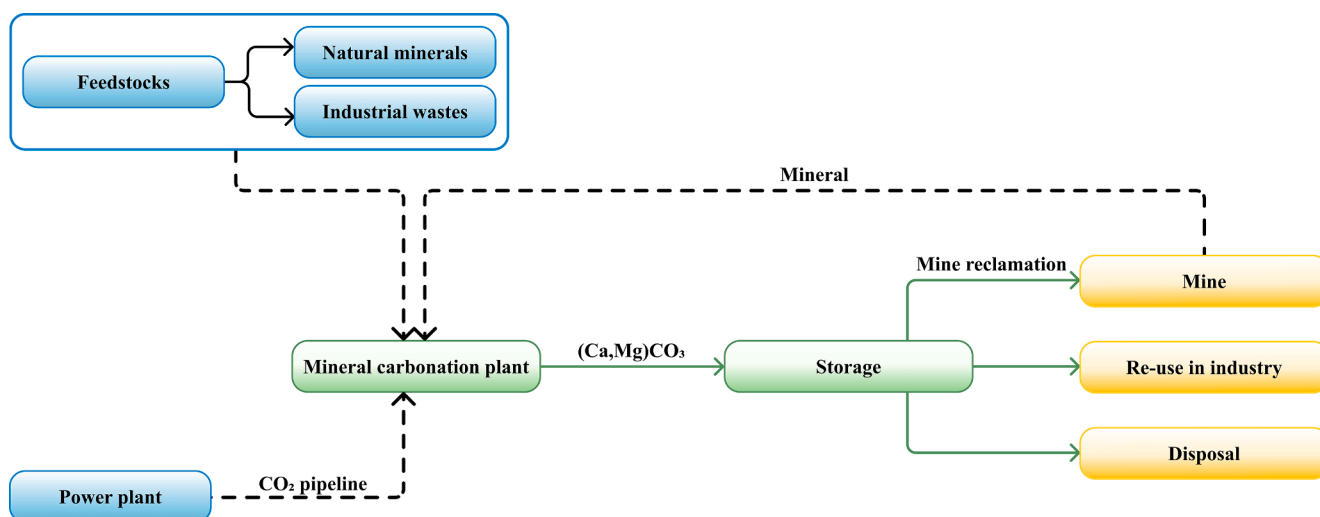 Natural minerals
Feedstocks
Industrial wastes
Mineral
Mine reclamation
Mine
(Ca,Mg)CO₃
Mineral carbonation plant
Storage
Re-use in industry
Disposal
CO₂ pipeline
Power plant